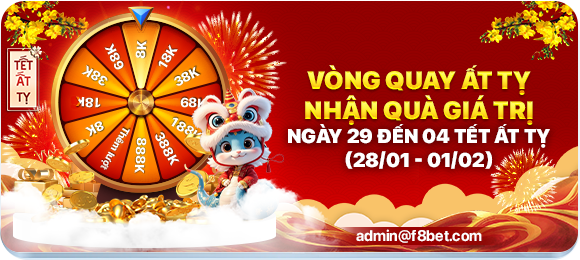 TẾT
ẤT
TỴ
8K
18K
38K
68K
388K
888K
Thêm lượt
8K
18K
38K
68K
VÒNG QUAY ẤT TỴ
NHẬN QUÀ GIÁ TRỊ
NGÀY 29 ĐẾN 04 TẾT ẤT TỴ
(28/01 - 01/02)
admin@f8bet.com